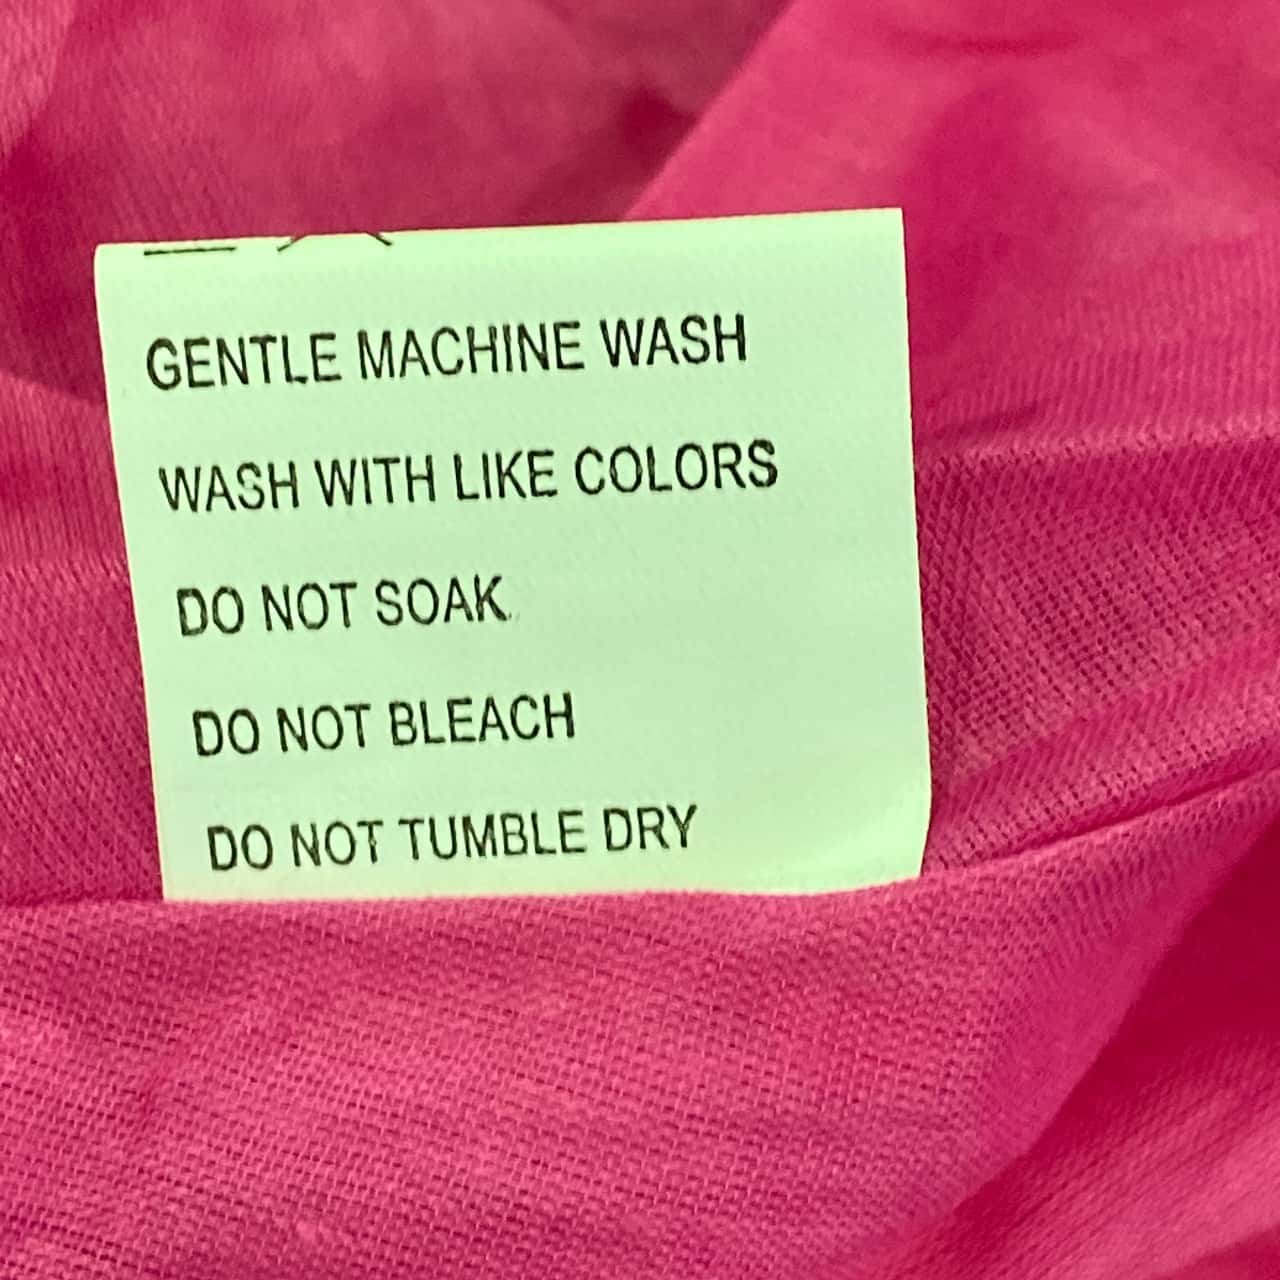 GENTLE MACHINE WASH
WASH WITH LIKE COLORS
DO NOT SOAK
DO NOT BLEACH
DO NOT TUMBLE DRY